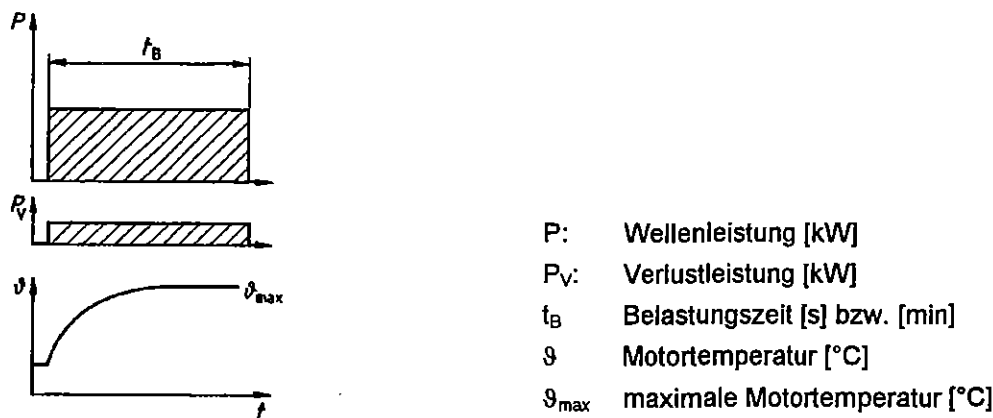 P
t_B
P_V
ϑ
ϑ_max
t
P: Wellenleistung [kW]
P_V: Verlustleistung [kW]
t_B Belastungszeit [s] bzw. [min]
ϑ Motortemperatur [°C]
ϑ_max maximale Motortemperatur [°C]